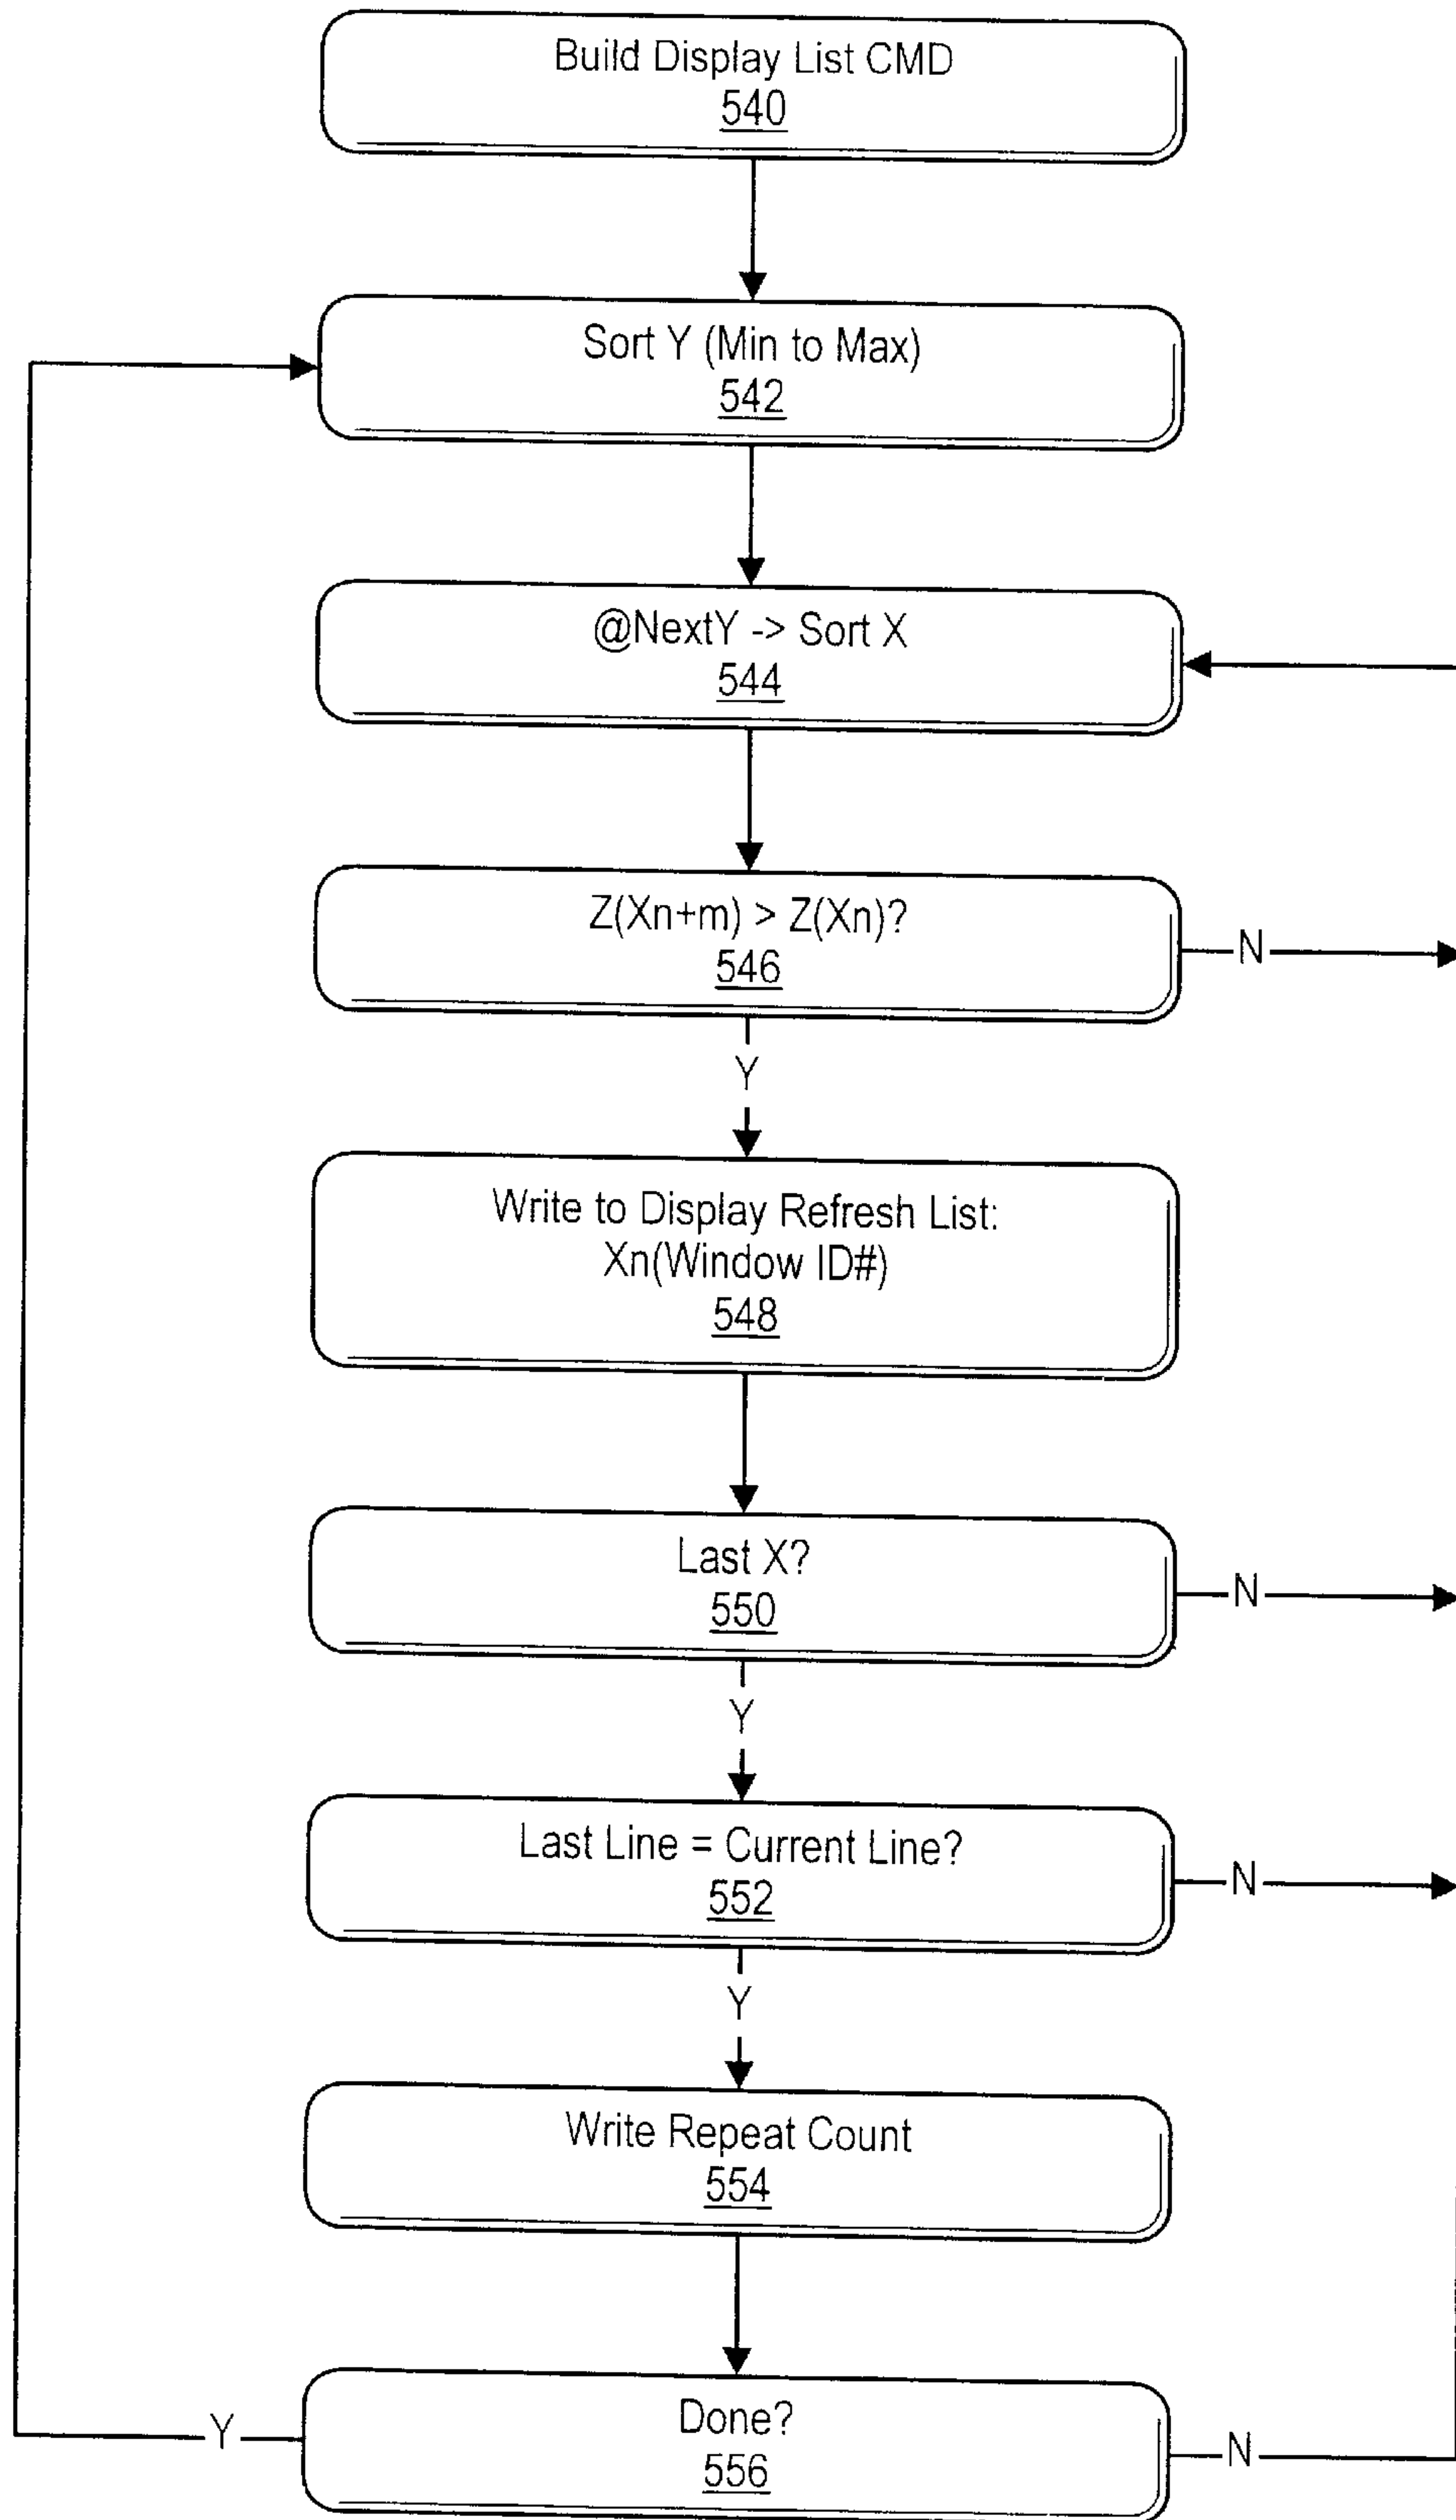 Build Display List CMD
540
Sort Y (Min to Max)
542
@NextY -> Sort X
544
Z(Xn+m) > Z(Xn)?
546
N
Y
Write to Display Refresh List:
Xn(Window ID#)
548
Last X?
550
N
Y
Last Line = Current Line?
552
N
Y
Write Repeat Count
554
Done?
556
Y
N